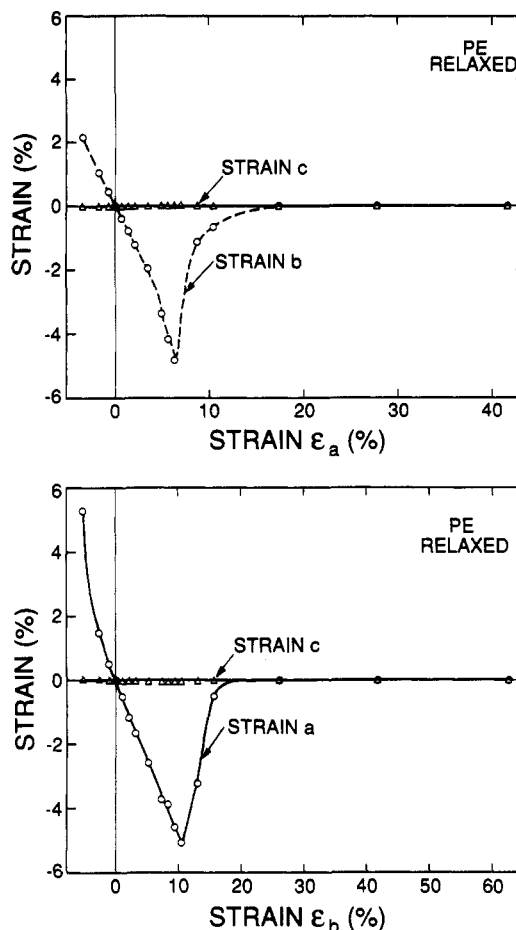 PE
RELAXED
6
4
2
0
-2
-4
-6
STRAIN (%)
STRAIN c
STRAIN b
0 10 20 30 40
STRAIN εa (%)
PE
RELAXED
6
4
2
0
-2
-4
-6
STRAIN (%)
STRAIN c
STRAIN a
0 10 20 30 40 50 60
STRAIN εb (%)